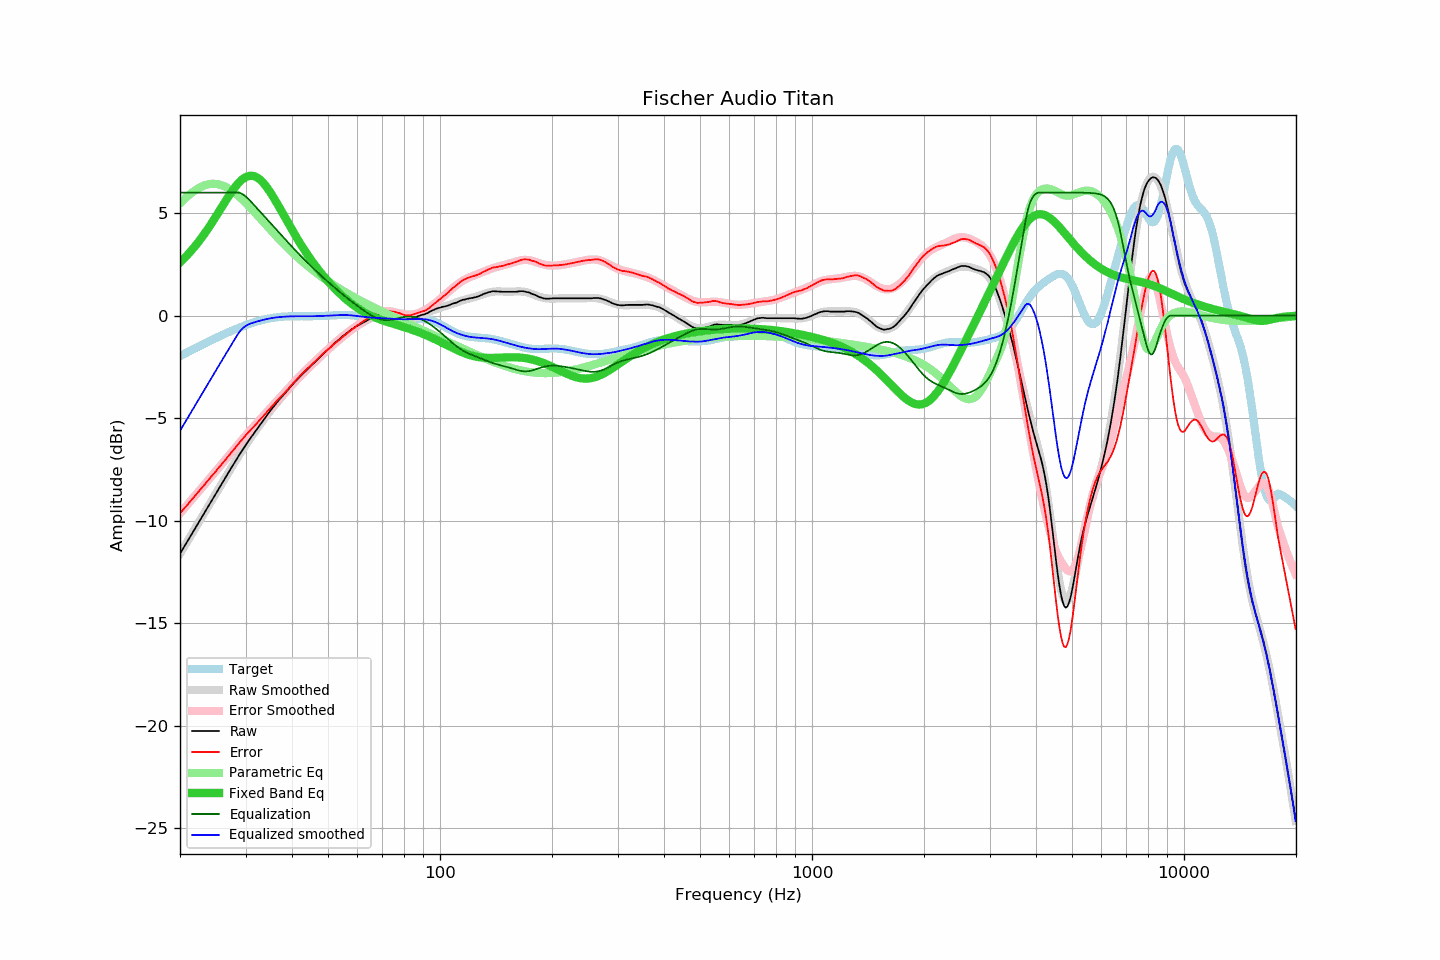 Fischer Audio Titan
Amplitude (dBr)
5
0
−5
−10
−15
−20
−25
Target
Raw Smoothed
Error Smoothed
Raw
Error
Parametric Eq
Fixed Band Eq
Equalization
Equalized smoothed
100 1000 10000
Frequency (Hz)